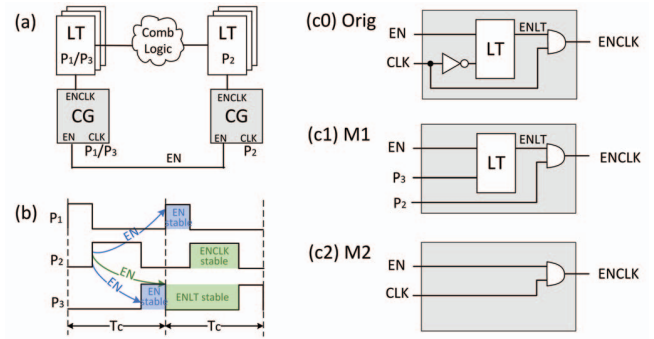 (a)
LT
P1/P3
Comb
Logic
LT
P2
ENCLK
CG
EN CLK
P1/P3
ENCLK
CG
EN CLK
P2
EN
(b)
P1
EN
EN
stable
P2
EN
ENCLK
stable
P3
EN
EN
stable
ENLT stable
Tc
Tc
(c0) Orig
EN
CLK
LT
ENLT
ENCLK
(c1) M1
EN
P3
P2
LT
ENLT
ENCLK
(c2) M2
EN
CLK
ENCLK